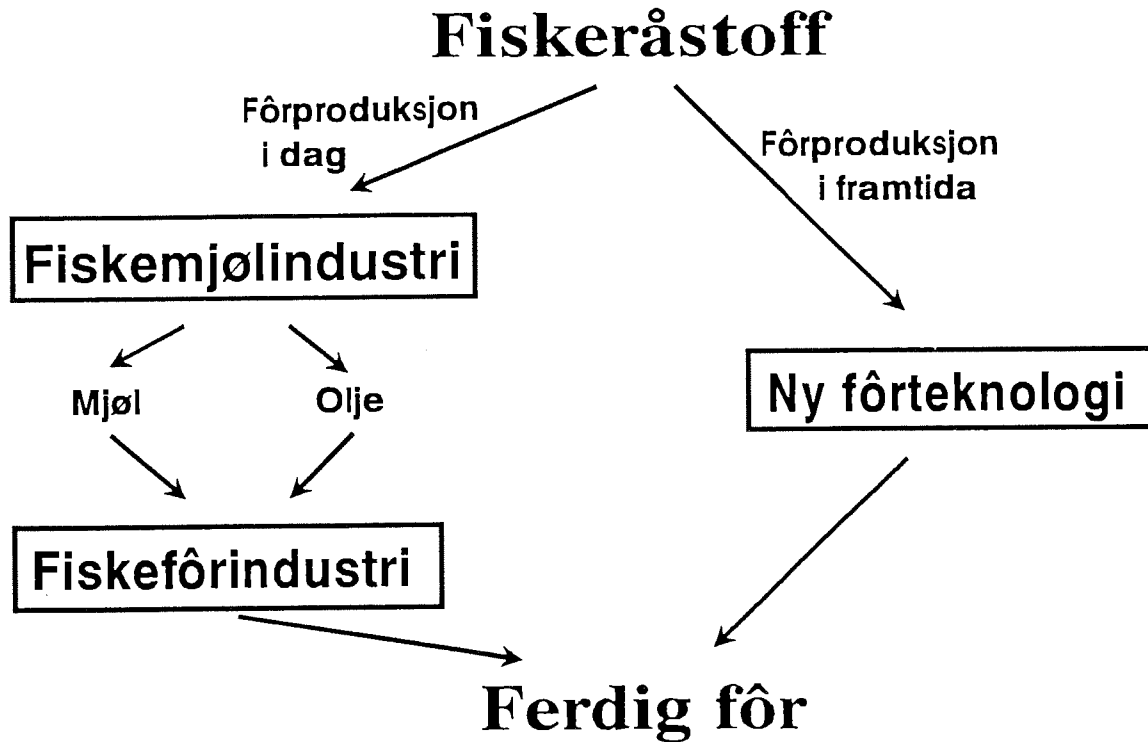 Fiskeråstoff
Fôrproduksjon
i dag
Fôrproduksjon
i framtida
Fiskemjølindustri
Mjøl
Olje
Ny fôrteknologi
Fiskefôrindustri
Ferdig fôr